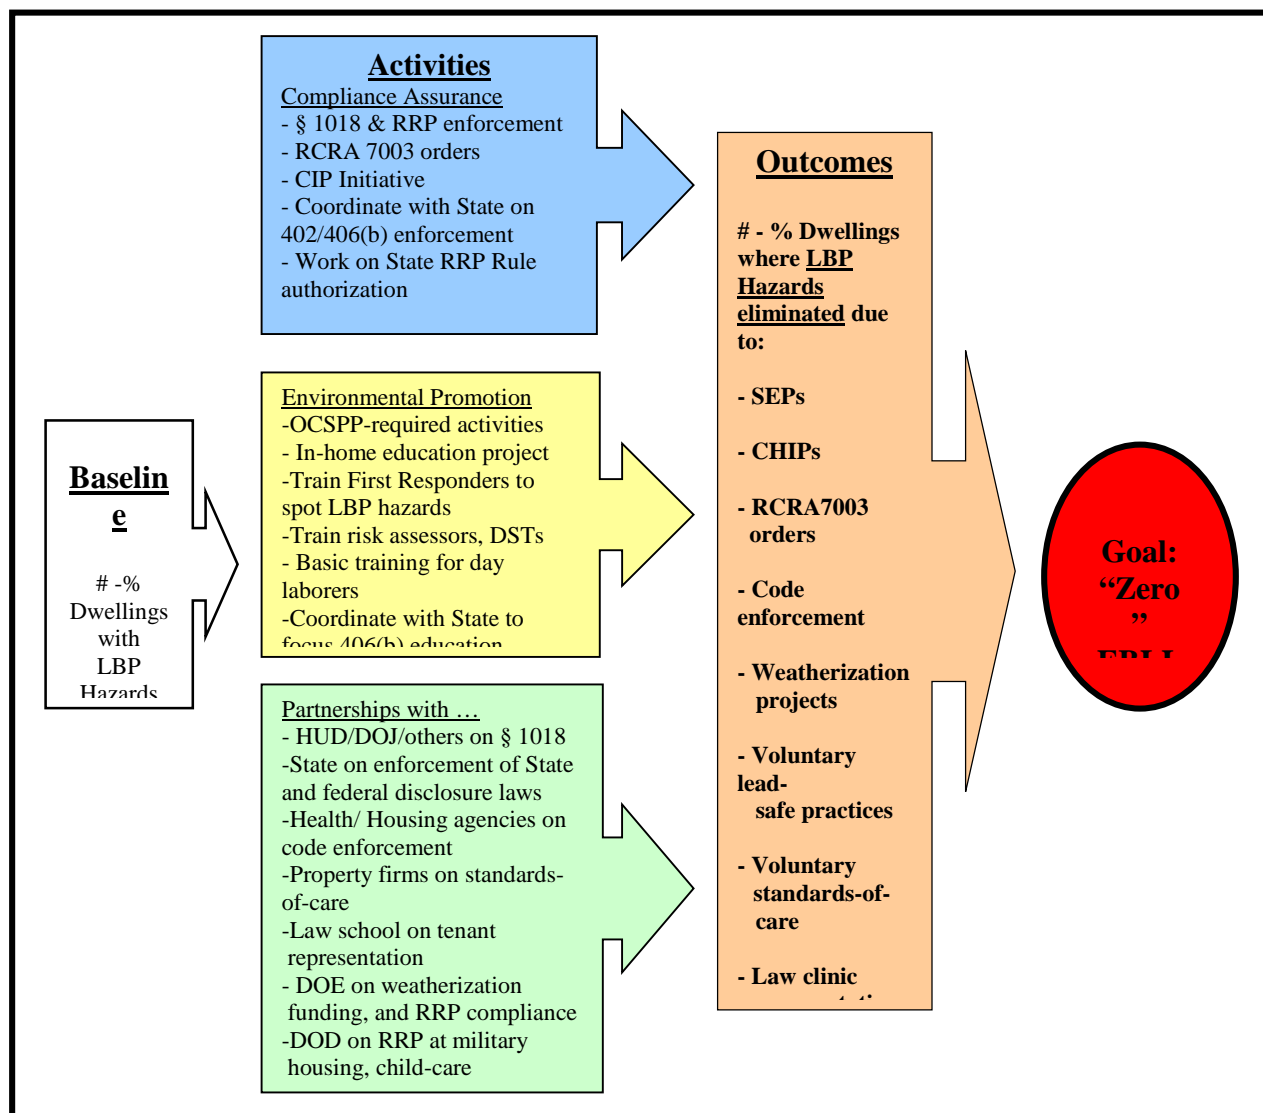 Activities
Compliance Assurance
- § 1018 & RRP enforcement
- RCRA 7003 orders
- CIP Initiative
- Coordinate with State on
402/406(b) enforcement
- Work on State RRP Rule
authorization
Baselin
e
# -%
Dwellings
with
LBP
Hazards
Environmental Promotion
-OCSPP-required activities
- In-home education project
-Train First Responders to
spot LBP hazards
-Train risk assessors, DSTs
- Basic training for day
laborers
-Coordinate with State to
focus 406(b) education
Partnerships with …
- HUD/DOJ/others on § 1018
-State on enforcement of State
and federal disclosure laws
-Health/ Housing agencies on
code enforcement
-Property firms on standards-
of-care
-Law school on tenant
representation
- DOE on weatherization
funding, and RRP compliance
-DOD on RRP at military
housing, child-care
Outcomes
# - % Dwellings
where LBP
Hazards
eliminated due
to:
- SEPs
- CHIPs
- RCRA7003
orders
- Code
enforcement
- Weatherization
projects
- Voluntary
lead-
safe practices
- Voluntary
standards-of-
care
- Law clinic
Goal:
“Zero
”